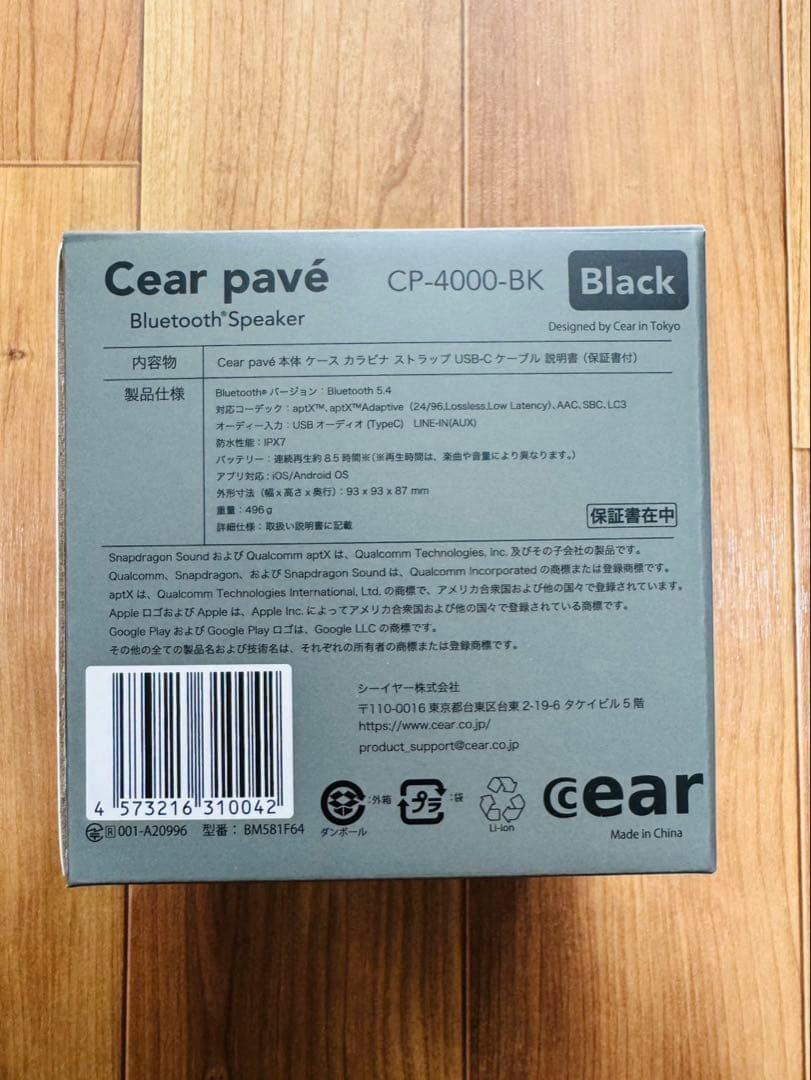 Cear pavé CP-4000-BK Black
Bluetooth® Speaker
Designed by Cear in Tokyo
内容物 Cear pavé 本体 ケース カラビナ ストラップ USB-C ケーブル 説明書 (保証書付)
製品仕様 Bluetooth® バージョン：Bluetooth 5.4
対応コーデック：aptX™、aptX™Adaptive (24/96,Lossless,Low Latency)、AAC、SBC、LC3
オーディー入力：USB オーディオ (TypeC) LINE-IN(AUX)
防水性能：IPX7
バッテリー：連続再生約 8.5 時間※(※再生時間は、楽曲や音量により異なります。)
アプリ対応：iOS/Android OS
外形寸法（幅 x 高さ x 奥行）：93 x 93 x 87 mm
重量：496 g
詳細仕様：取扱い説明書に記載
保証書在中
Snapdragon Sound および Qualcomm aptX は、Qualcomm Technologies, Inc. 及びその子会社の製品です。
Qualcomm、Snapdragon、および Snapdragon Sound は、Qualcomm Incorporated の商標または登録商標です。
aptX は、Qualcomm Technologies International, Ltd. の商標で、アメリカ合衆国および他の国々で登録されています。
Apple ロゴおよび Apple は、Apple Inc. によってアメリカ合衆国および他の国々で登録されている商標です。
Google Play および Google Play ロゴは、Google LLC の商標です。
その他の全ての製品名および技術名は、それぞれの所有者の商標または登録商標です。
シーイヤー株式会社
〒110-0016 東京都台東区台東 2-19-6 タケイビル 5 階
https://www.cear.co.jp/
product_support@cear.co.jp
4 573216 310042
R 001-A20996 型番：BM581F64
ダンボール
：外箱
プラ
：袋
Li-ion
ccear
Made in China